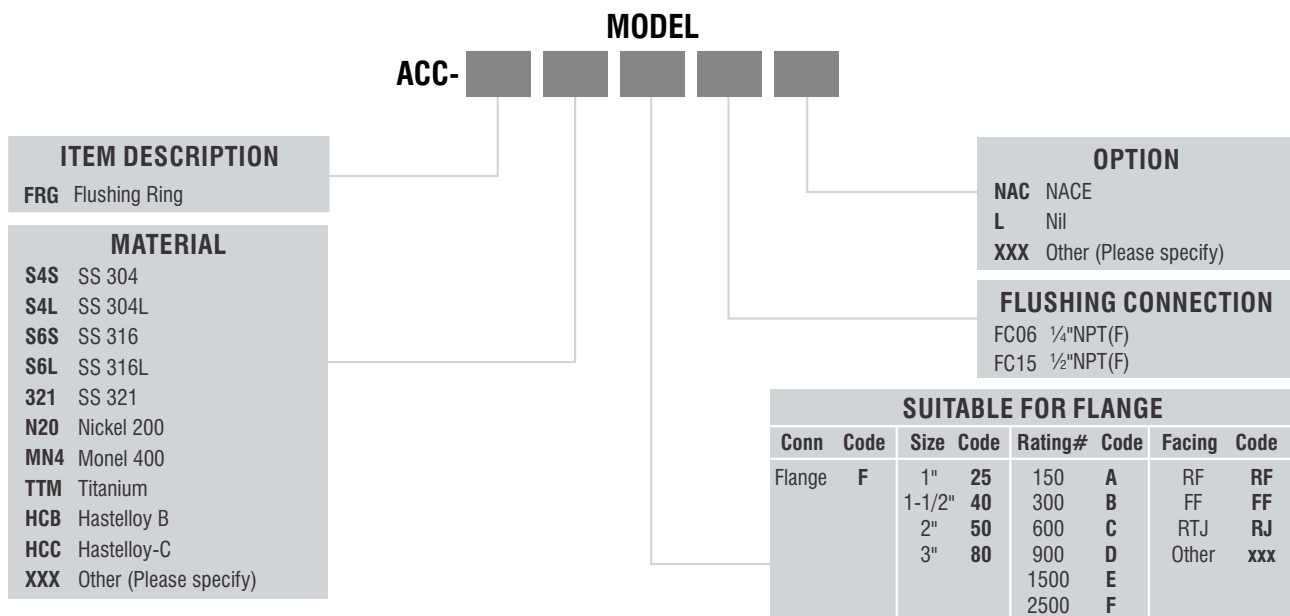 MODEL
ACC-
ITEM DESCRIPTION
FRG Flushing Ring
MATERIAL
S4S SS 304
S4L SS 304L
S6S SS 316
S6L SS 316L
321 SS 321
N20 Nickel 200
MN4 Monel 400
TTM Titanium
HCB Hastelloy B
HCC Hastelloy-C
XXX Other (Please specify)
OPTION
NAC NACE
L Nil
XXX Other (Please specify)
FLUSHING CONNECTION
FC06 ¼"NPT(F)
FC15 ½"NPT(F)
SUITABLE FOR FLANGE
Conn Code Size Code Rating# Code Facing Code
Flange F 1" 25 150 A RF RF
1-1/2" 40 300 B FF FF
2" 50 600 C RTJ RJ
3" 80 900 D Other xxx
1500 E
2500 F